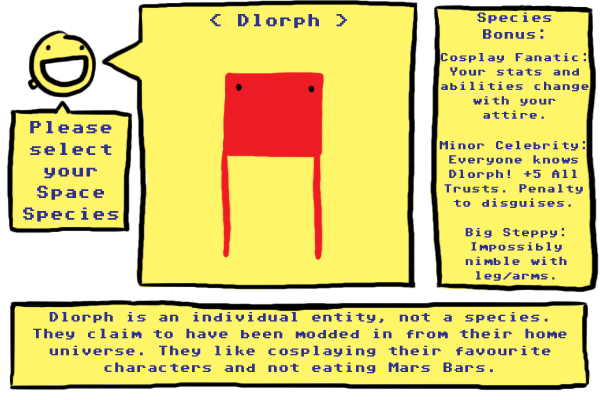 < Dlorph >
Please
select
your
Space
Species
Species
Bonus:
Cosplay Fanatic:
Your stats and
abilities change
with your
attire.
Minor Celebrity:
Everyone knows
Dlorph! +5 All
Trusts. Penalty
to disguises.
Big Steppy:
Impossibly
nimble with
leg/arms.
Dlorph is an individual entity, not a species.
They claim to have been modded in from their home
universe. They like cosplaying their favourite
characters and not eating Mars Bars.